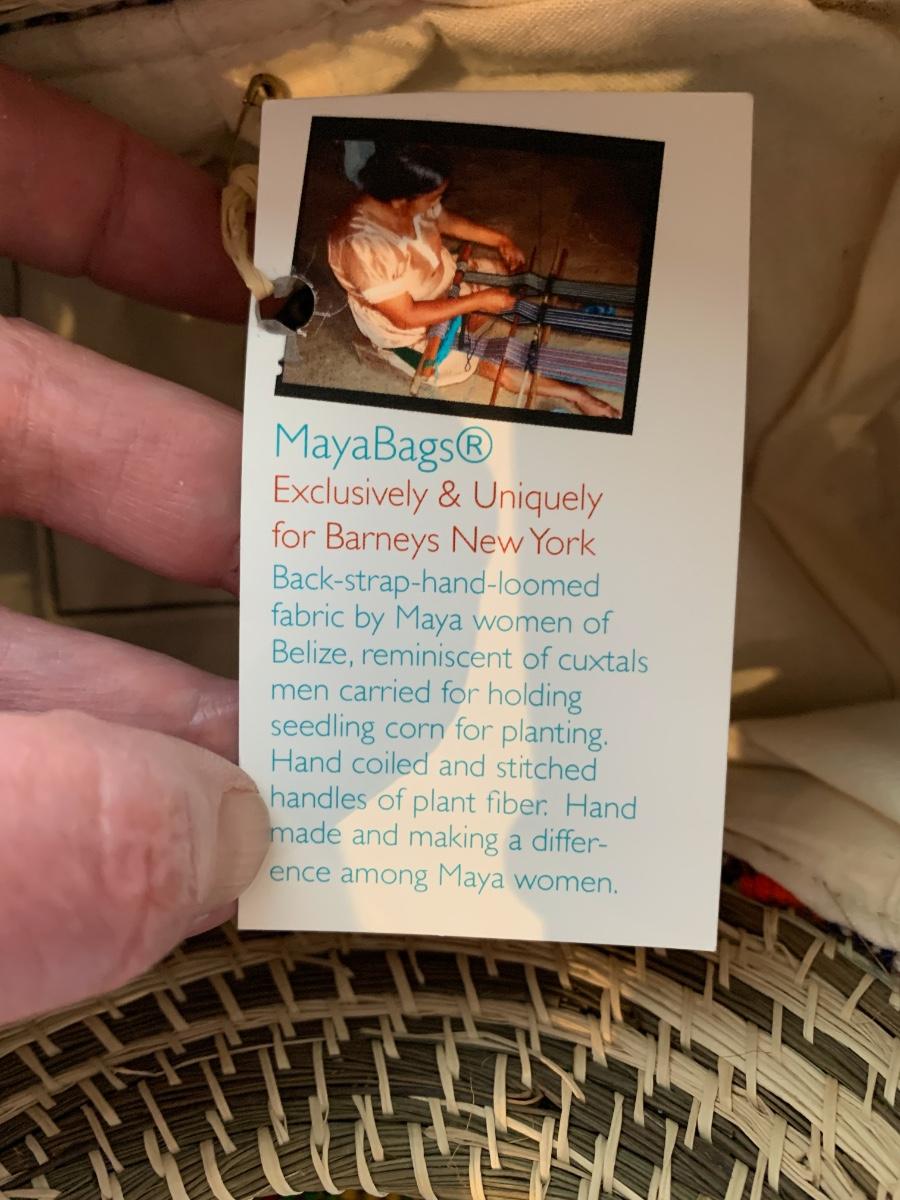 MayaBags®
Exclusively & Uniquely
for Barneys New York
Back-strap-hand-loomed
fabric by Maya women of
Belize, reminiscent of cuxtals
men carried for holding
seedling corn for planting.
Hand coiled and stitched
handles of plant fiber.  Hand
made and making a differ-
ence among Maya women.